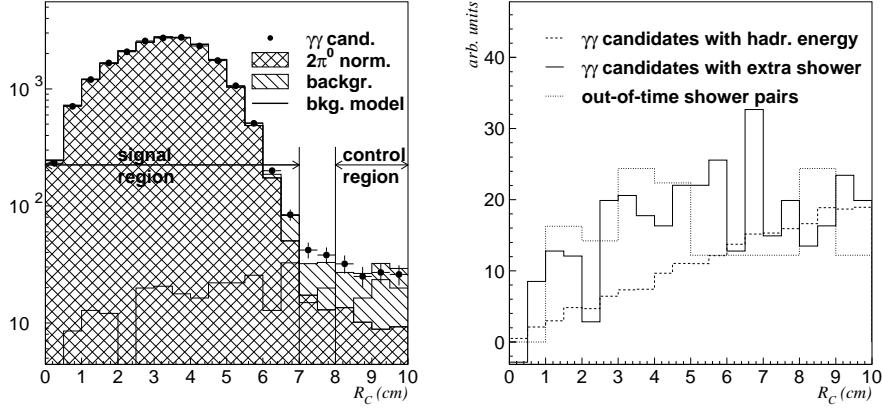 γγ cand.
2π⁰ norm.
backgr.
bkg. model
10³
10²
10
signal
region
control
region
0 1 2 3 4 5 6 7 8 9 10
R_C (cm)
arb. units
γγ candidates with hadr. energy
γγ candidates with extra shower
out-of-time shower pairs
40
30
20
10
0
0 1 2 3 4 5 6 7 8 9 10
R_C (cm)